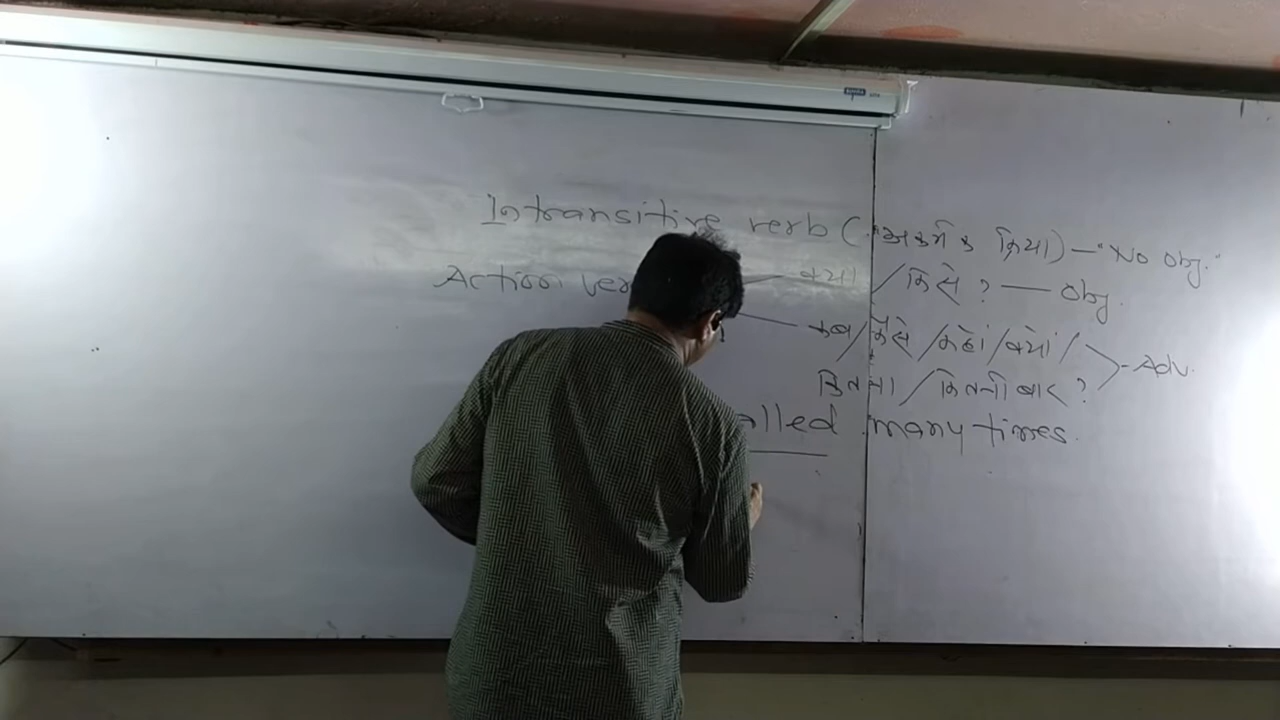 Intransitive verb (अकर्मक क्रिया) – "No Obj."
Action ver क्या / किसे ? — Obj.
कब / कैसे / कहां / क्यों / – Adv.
कितना / कितनी बार ?
alled many times.